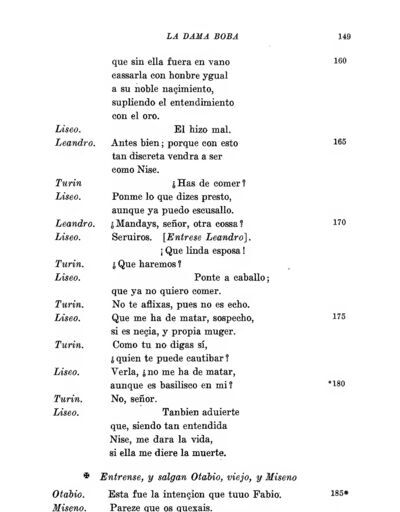 LA DAMA BOBA 149
que sin ella fuera en vano 160
cassarla con honbre ygual
a su noble naçimiento,
supliendo el entendimiento
con el oro.
Liseo. El hizo mal.
Leandro. Antes bien; porque con esto 165
tan discreta vendra a ser
como Nise.
Turin ¿Has de comer?
Liseo. Ponme lo que dizes presto,
aunque ya puedo escusallo.
Leandro. ¿Mandays, señor, otra cossa? 170
Liseo. Seruiros. [Entrese Leandro].
¡Que linda esposa!
Turin. ¿Que haremos?
Liseo. Ponte a caballo;
que ya no quiero comer.
Turin. No te aflixas, pues no es echo.
Liseo. Que me ha de matar, sospecho, 175
si es neçia, y propia muger.
Turin. Como tu no digas sí,
¿quien te puede cautibar?
Liseo. Verla, ¿no me ha de matar,
aunque es basilisco en mi? *180
Turin. No, señor.
Liseo. Tanbien aduierte
que, siendo tan entendida
Nise, me dara la vida,
si ella me diere la muerte.
✠ Entrense, y salgan Otabio, viejo, y Miseno
Otabio. Esta fue la intençion que tuuo Fabio. 185*
Miseno. Pareze que os quexais.